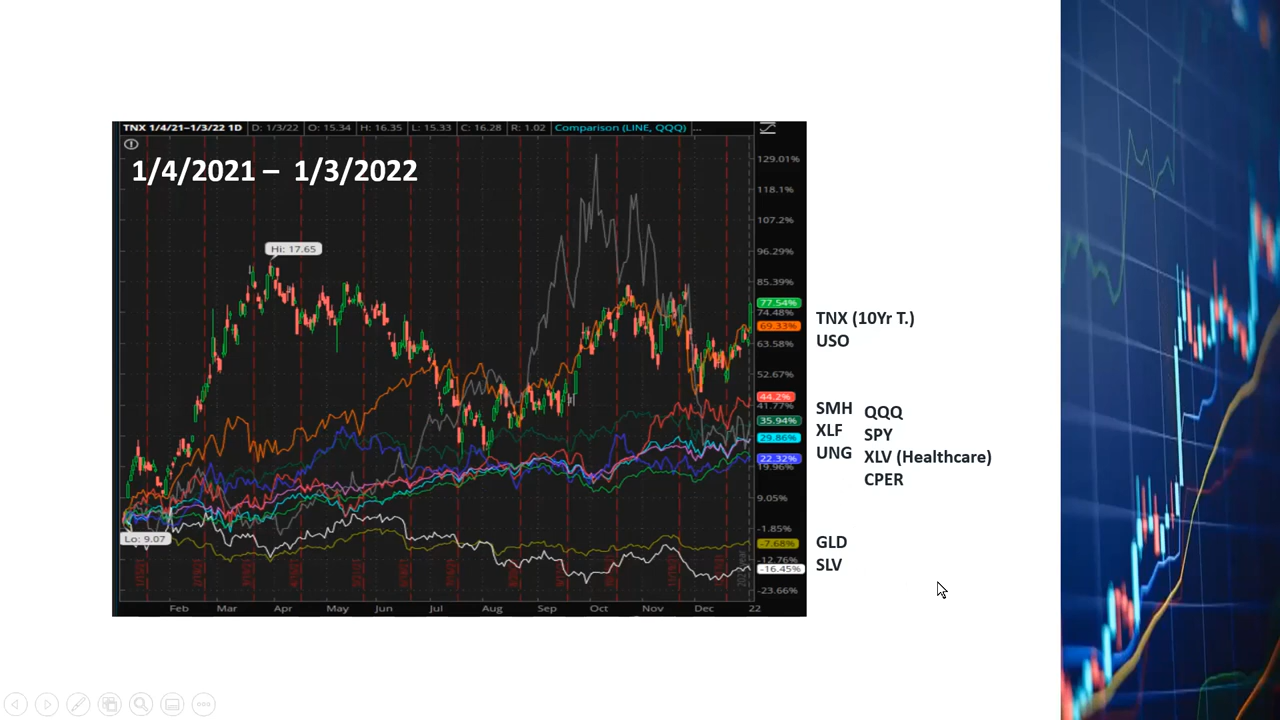 TNX 1/4/21–1/3/22 1D D: 1/3/22 O: 15.34 H: 16.35 L: 15.33 C: 16.28 R: 1.02 Comparison (LINE, QQQ) ...
1/4/2021 – 1/3/2022
129.01%
118.1%
107.2%
96.29%
85.39%
77.54%
74.48%
69.33%
63.58%
52.67%
44.2%
41.77%
35.94%
29.86%
22.32%
19.96%
9.05%
-1.85%
-7.68%
-12.76%
-16.45%
-23.66%
Hi: 17.65
Lo: 9.07
Feb Mar Apr May Jun Jul Aug Sep Oct Nov Dec 22
TNX (10Yr T.)
USO
SMH
XLF
UNG
QQQ
SPY
XLV (Healthcare)
CPER
GLD
SLV